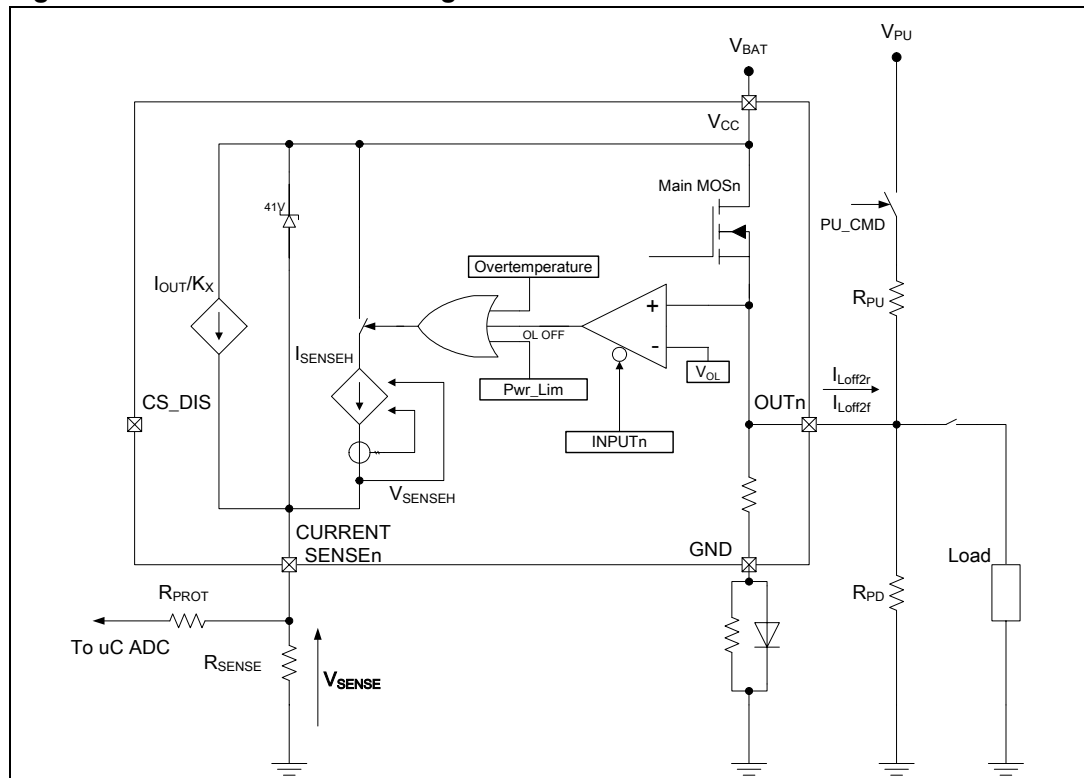 V_BAT
V_PU
V_CC
Main MOSn
41V
PU_CMD
Overtemperature
I_OUT/K_X
R_PU
+
OL OFF
-
I_SENSEH
V_OL
Pwr_Lim
I_Loff2r
CS_DIS
OUTn
I_Loff2f
INPUTn
V_SENSEH
CURRENT
SENSEn
GND
Load
R_PROT
R_PD
To uC ADC
R_SENSE
V_SENSE